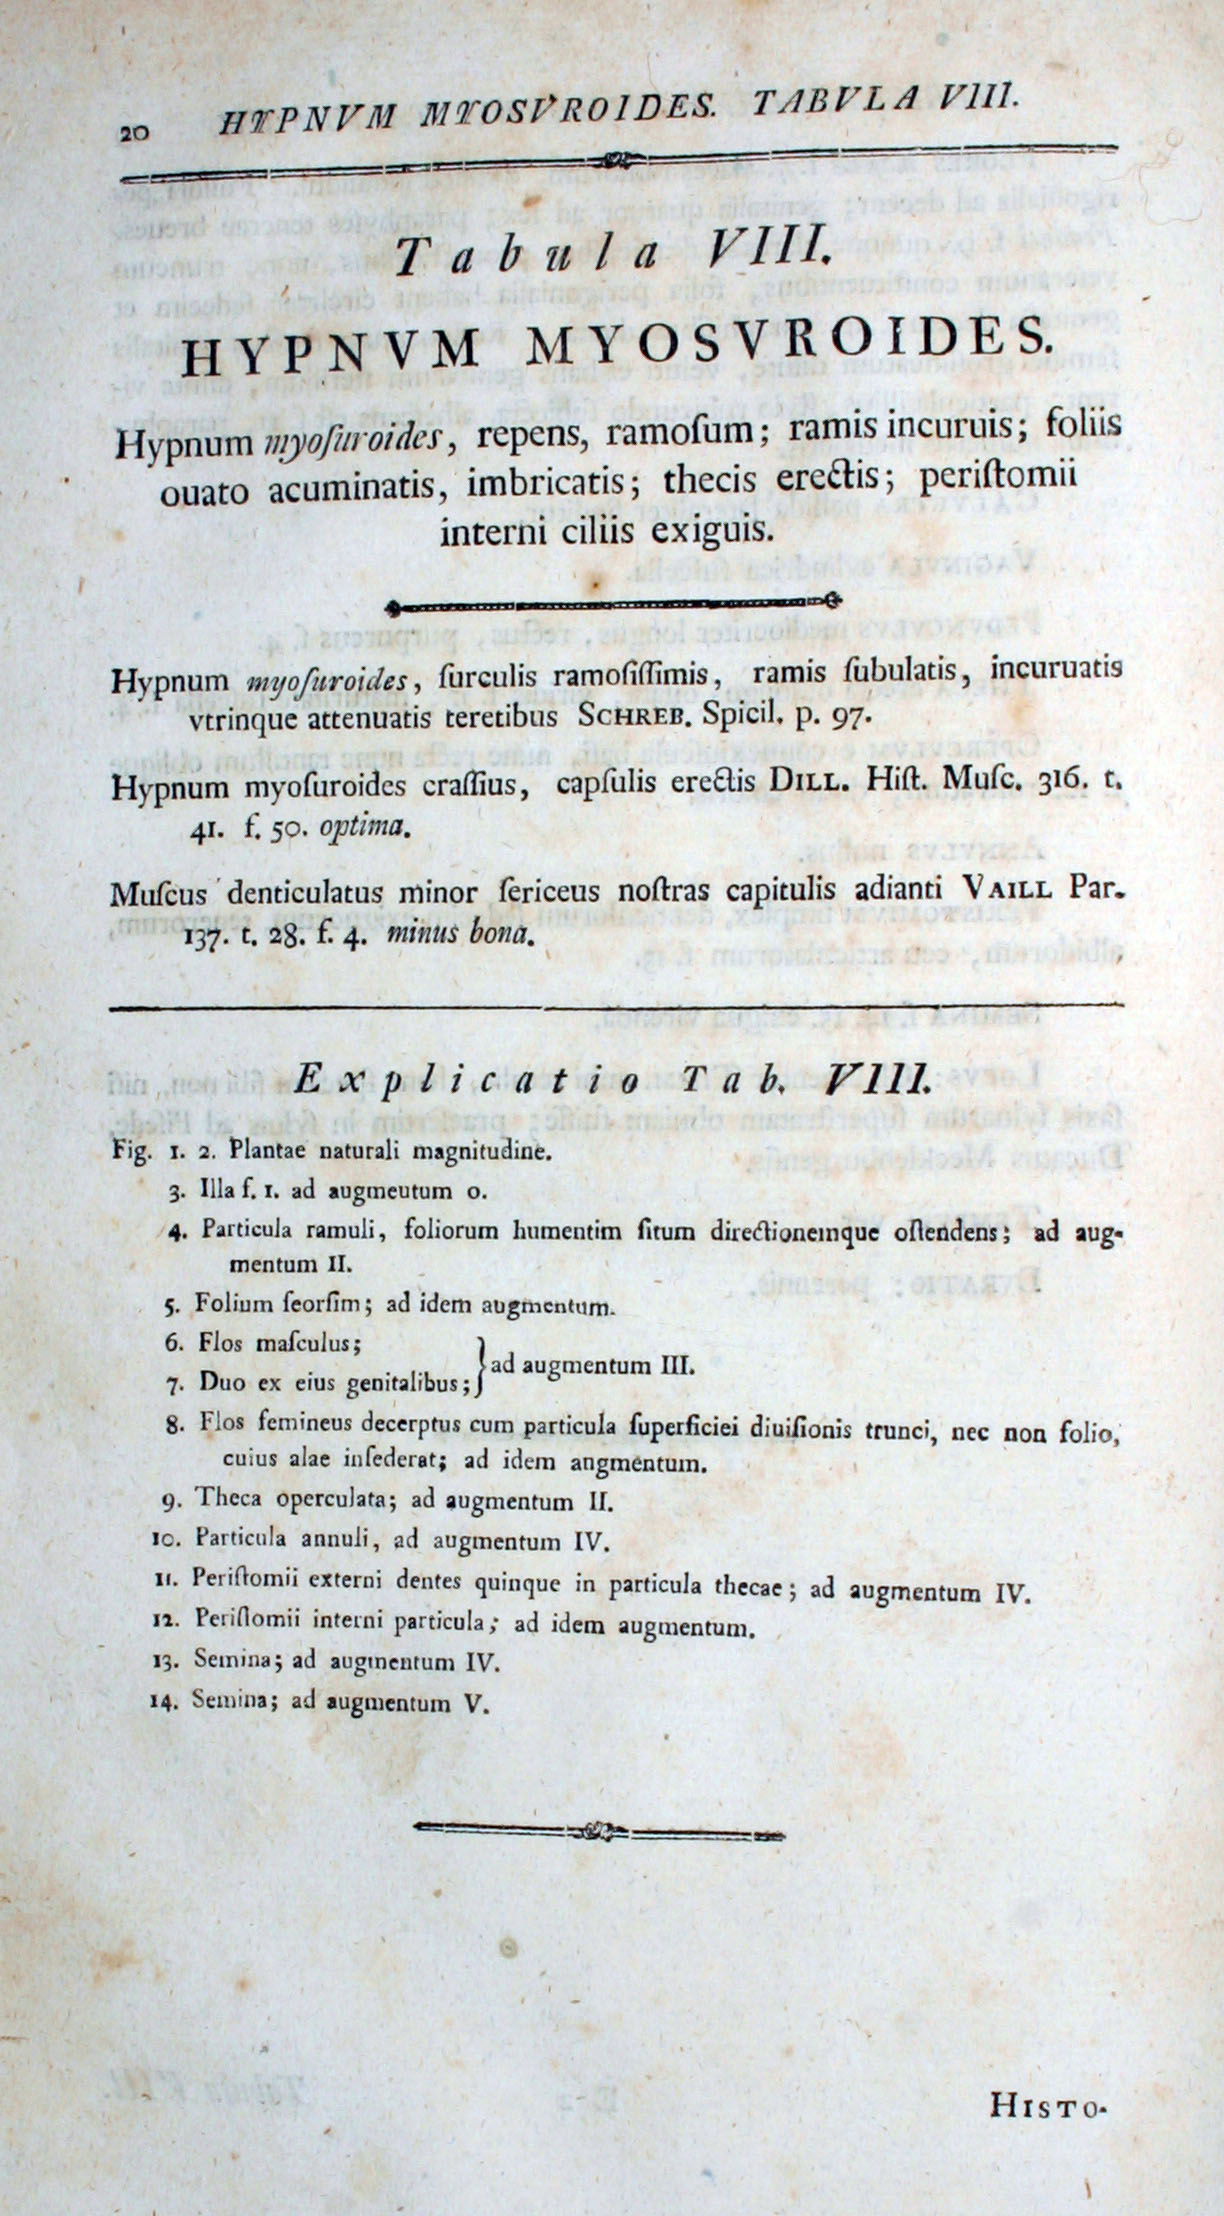 20 HYPNVM MYOSVROIDES. TABVLA VIII.
Tabula VIII.
HYPNVM MYOSVROIDES.
Hypnum myoſuroides, repens, ramoſum; ramis incuruis; foliis
ouato acuminatis, imbricatis; thecis erectis; periſtomii
interni ciliis exiguis.
Hypnum myoſuroides, ſurculis ramoſiſſimis, ramis ſubulatis, incuruatis
vtrinque attenuatis teretibus SCHREB. Spicil. p. 97.
Hypnum myoſuroides craſſius, capſulis erectis DILL. Hiſt. Muſc. 316. t.
41. f. 50. optima.
Muſcus denticulatus minor ſericeus noſtras capitulis adianti VAILL Par.
137. t. 28. f. 4. minus bona.
Explicatio Tab. VIII.
Fig. 1. 2. Plantae naturali magnitudine.
3. Illa f. 1. ad augmeutum 0.
4. Particula ramuli, foliorum humentim ſitum directionemque oſtendens; ad aug-
mentum II.
5. Folium ſeorſim; ad idem augmentum.
6. Flos maſculus;
7. Duo ex eius genitalibus; } ad augmentum III.
8. Flos femineus decerptus cum particula ſuperficiei diuiſionis trunci, nec non folio,
cuius alae inſederat; ad idem angmentum.
9. Theca operculata; ad augmentum II.
10. Particula annuli, ad augmentum IV.
11. Periſtomii externi dentes quinque in particula thecae; ad augmentum IV.
12. Periſtomii interni particula; ad idem augmentum.
13. Semina; ad augmentum IV.
14. Semina; ad augmentum V.
HISTO-